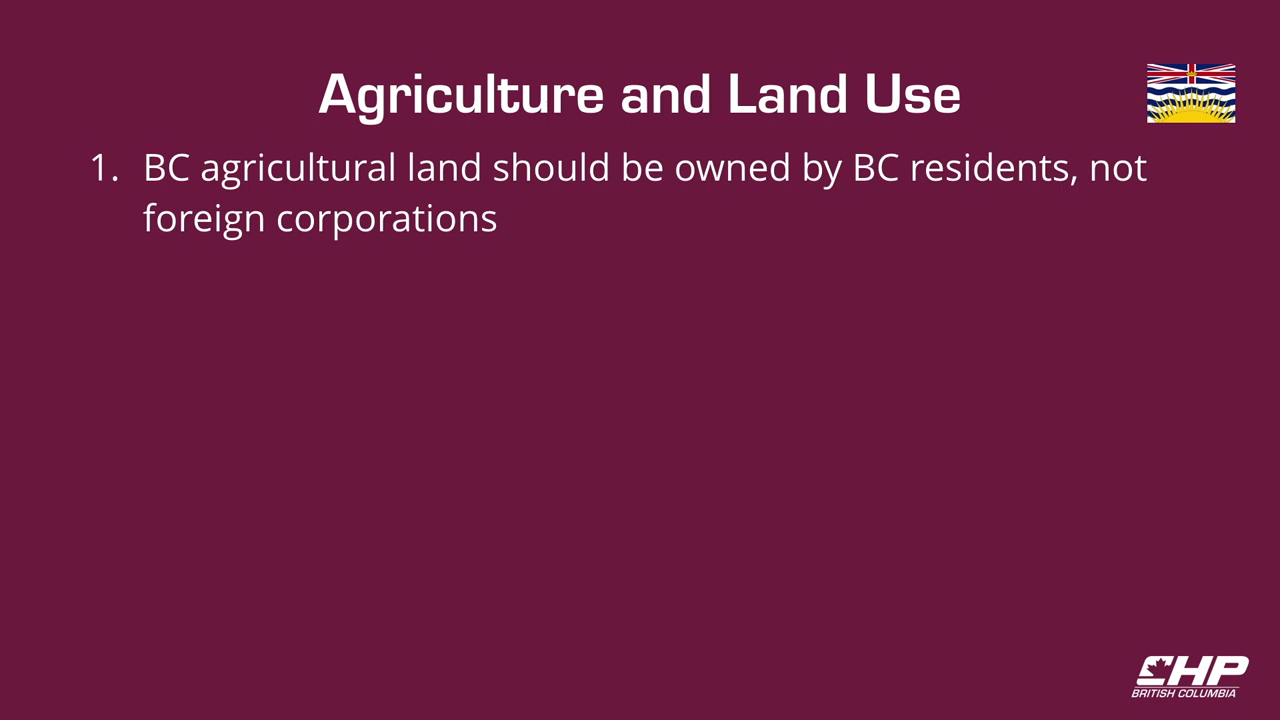 Agriculture and Land Use
1. BC agricultural land should be owned by BC residents, not
foreign corporations
CHP
BRITISH COLUMBIA